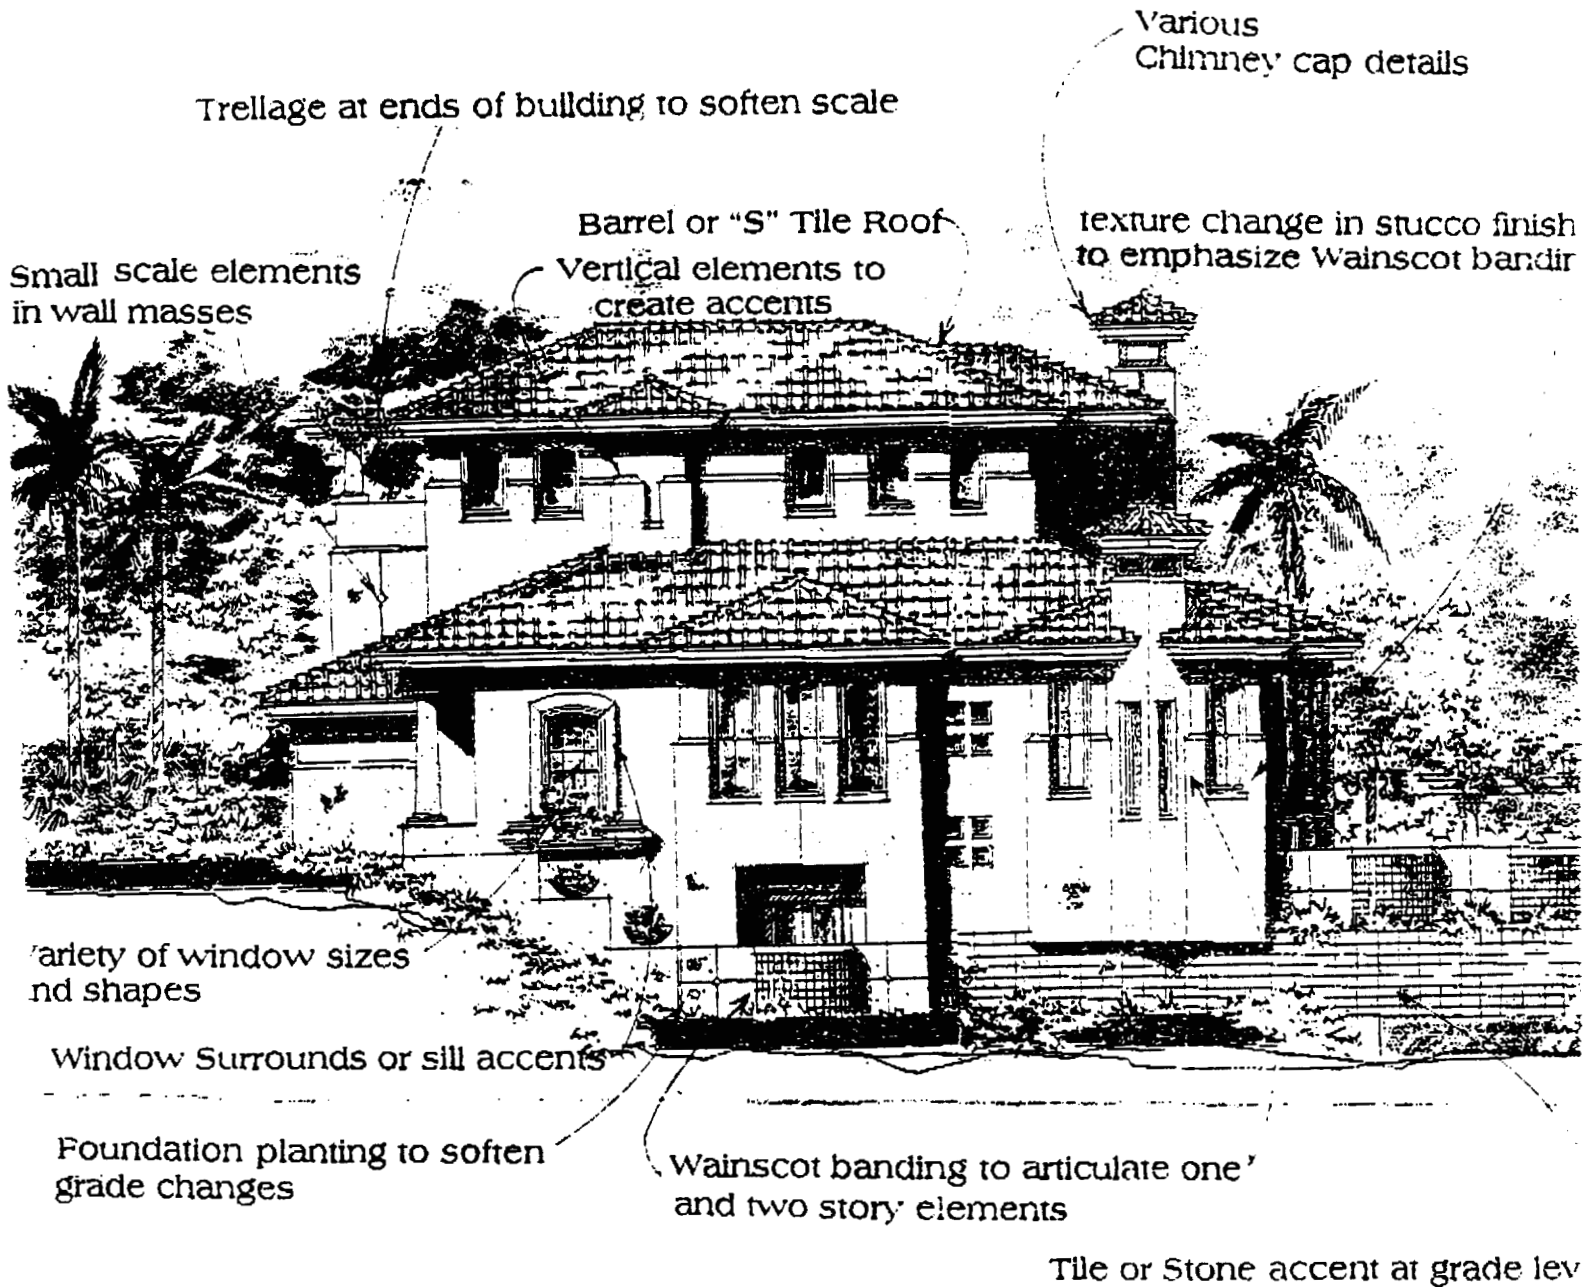 Various
Chimney cap details
Trellage at ends of building to soften scale
Barrel or "S" Tile Roof
texture change in stucco finish
to emphasize Wainscot bandin
Small scale elements
in wall masses
Vertical elements to
create accents
ariety of window sizes
nd shapes
Window Surrounds or sill accents
Foundation planting to soften
grade changes
Wainscot banding to articulate one
and two story elements
Tile or Stone accent at grade lev